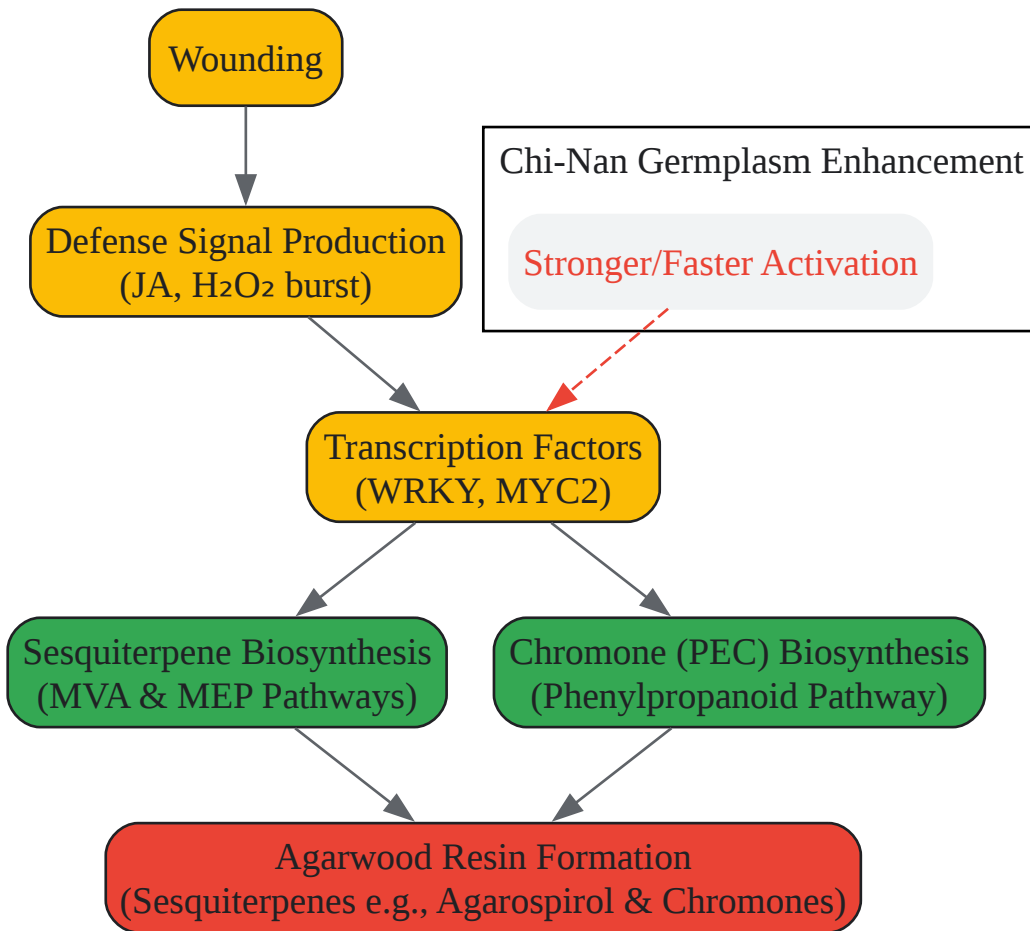 Wounding
Chi-Nan Germplasm Enhancement
Stronger/Faster Activation
Defense Signal Production
(JA, H₂O₂ burst)
Transcription Factors
(WRKY, MYC2)
Sesquiterpene Biosynthesis
(MVA & MEP Pathways)
Chromone (PEC) Biosynthesis
(Phenylpropanoid Pathway)
Agarwood Resin Formation
(Sesquiterpenes e.g., Agarospirol & Chromones)